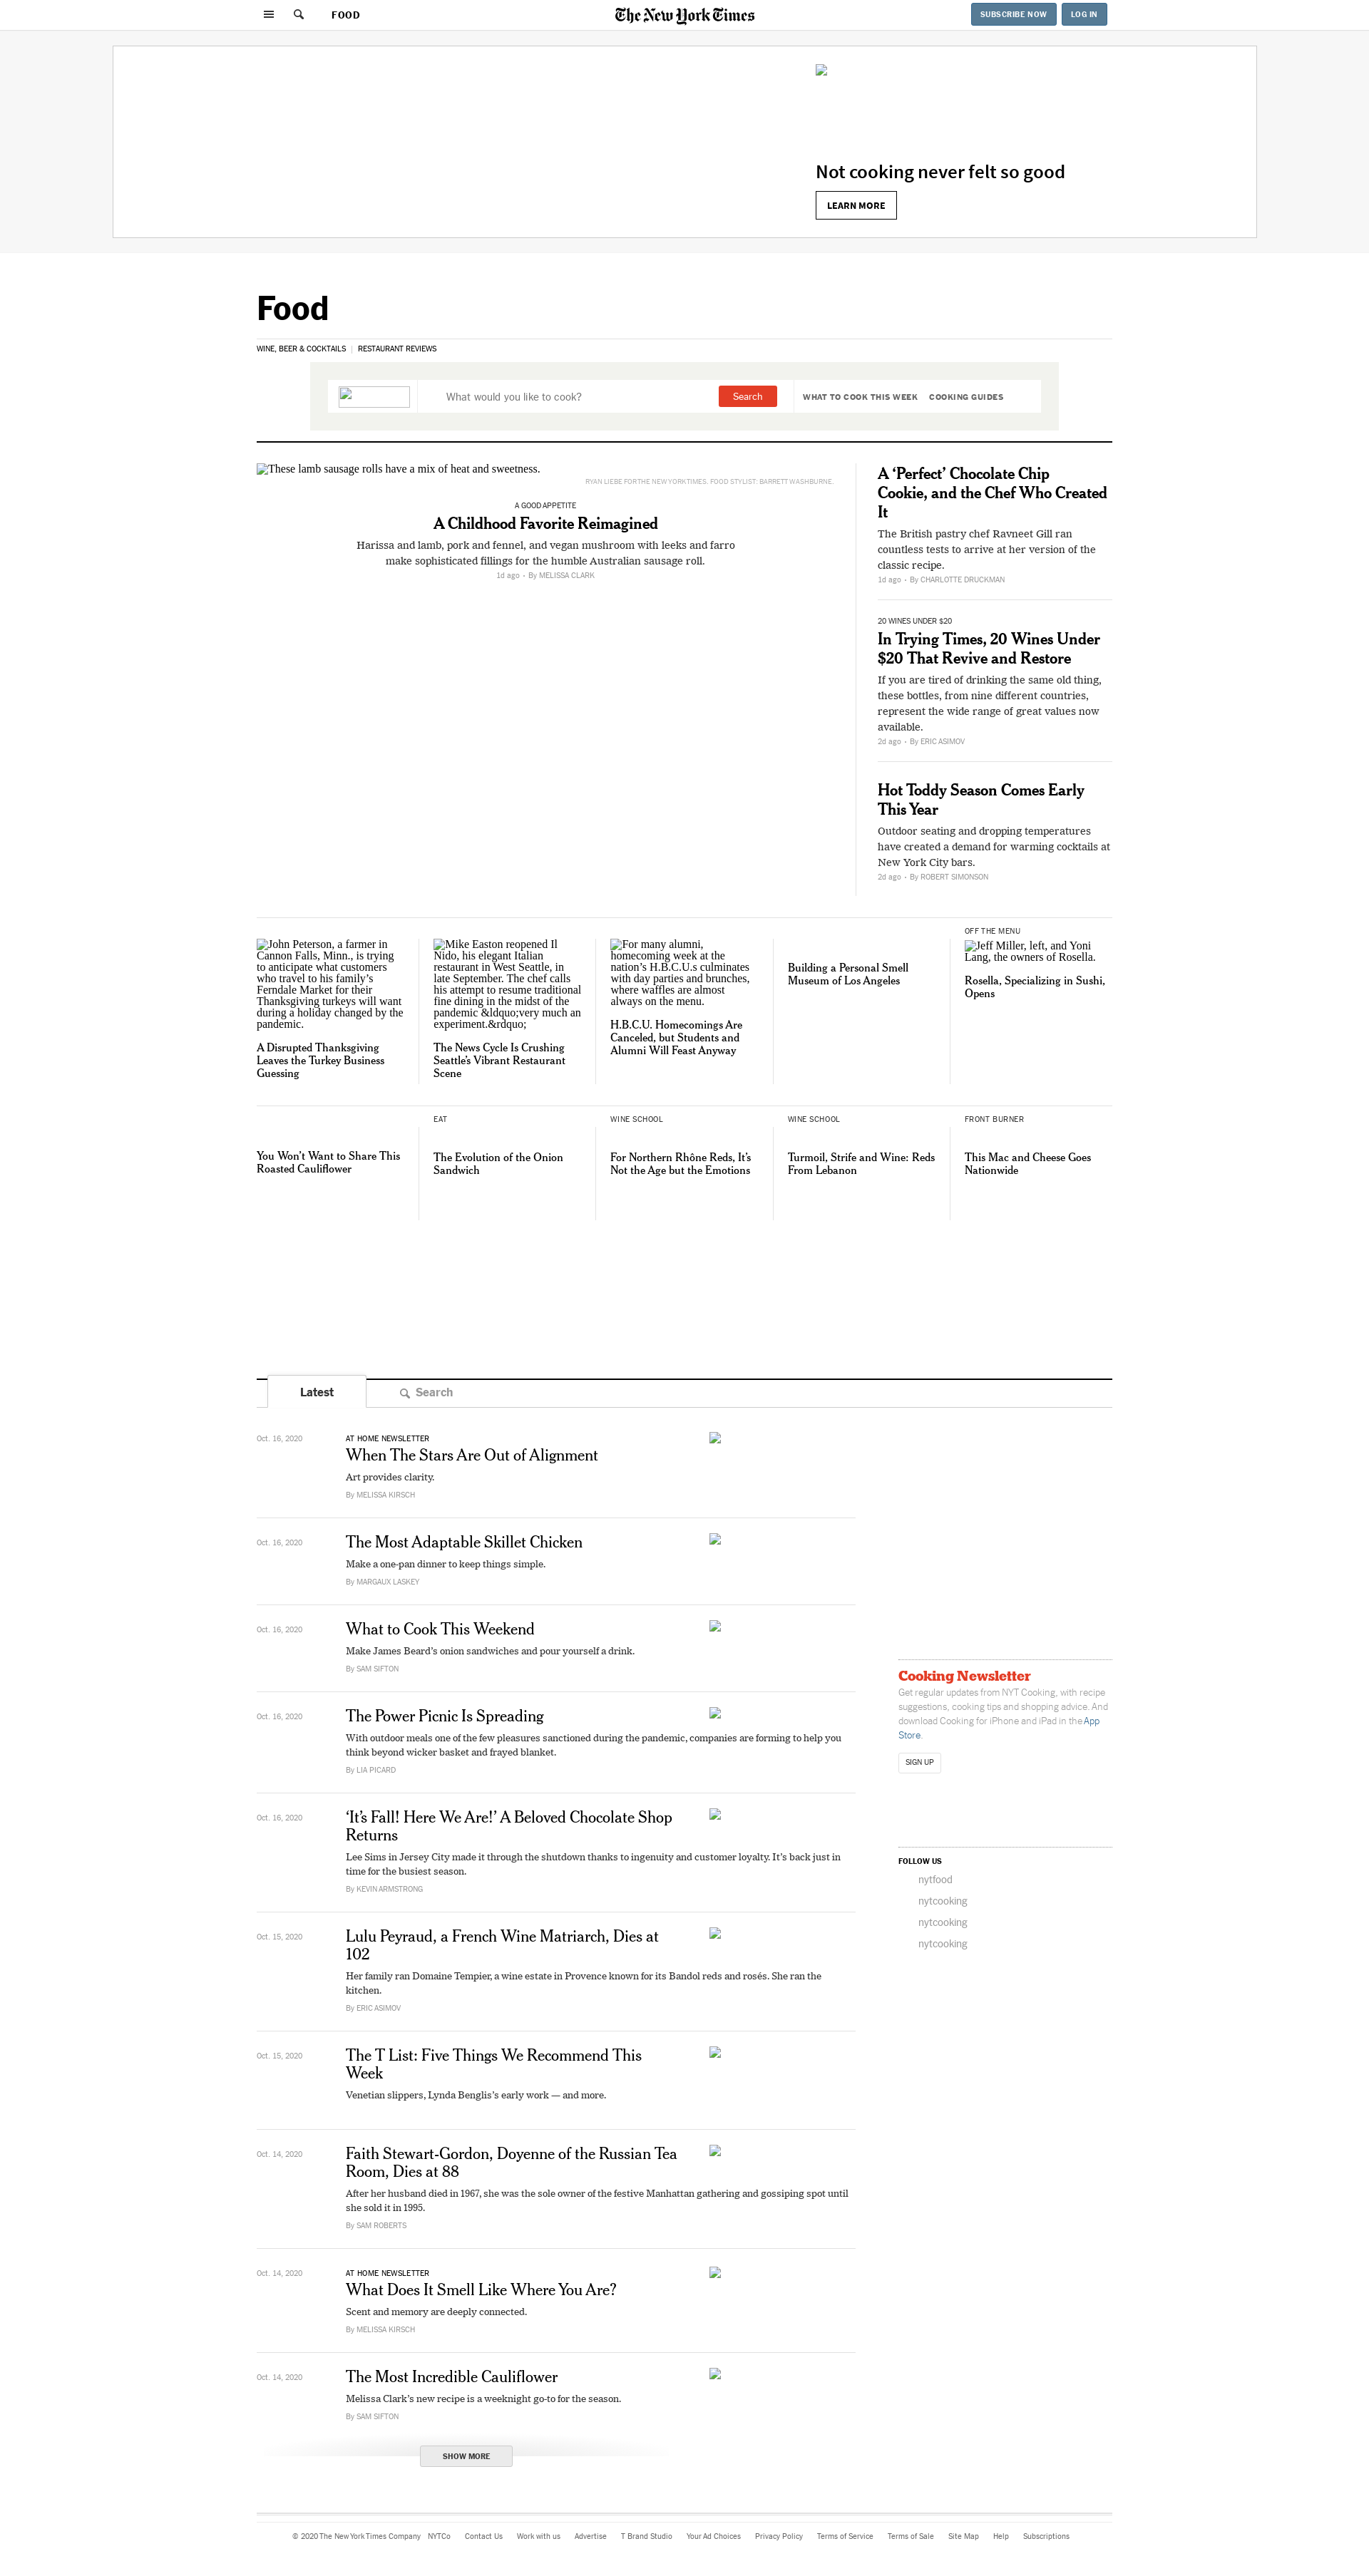 FOOD
The New York Times
SUBSCRIBE NOW
LOG IN
Not cooking never felt so good
LEARN MORE
Food
WINE, BEER & COCKTAILS | RESTAURANT REVIEWS
What would you like to cook?
Search
WHAT TO COOK THIS WEEK
COOKING GUIDES
These lamb sausage rolls have a mix of heat and sweetness.
RYAN LIEBE FOR THE NEW YORK TIMES. FOOD STYLIST: BARRETT WASHBURNE.
A GOOD APPETITE
A Childhood Favorite Reimagined
Harissa and lamb, pork and fennel, and vegan mushroom with leeks and farro
make sophisticated fillings for the humble Australian sausage roll.
1d ago • By MELISSA CLARK
A ‘Perfect’ Chocolate Chip
Cookie, and the Chef Who Created
It
The British pastry chef Ravneet Gill ran
countless tests to arrive at her version of the
classic recipe.
1d ago • By CHARLOTTE DRUCKMAN
20 WINES UNDER $20
In Trying Times, 20 Wines Under
$20 That Revive and Restore
If you are tired of drinking the same old thing,
these bottles, from nine different countries,
represent the wide range of great values now
available.
2d ago • By ERIC ASIMOV
Hot Toddy Season Comes Early
This Year
Outdoor seating and dropping temperatures
have created a demand for warming cocktails at
New York City bars.
2d ago • By ROBERT SIMONSON
John Peterson, a farmer in
Cannon Falls, Minn., is trying
to anticipate what customers
who travel to his family’s
Ferndale Market for their
Thanksgiving turkeys will want
during a holiday changed by the
pandemic.
A Disrupted Thanksgiving
Leaves the Turkey Business
Guessing
Mike Easton reopened Il
Nido, his elegant Italian
restaurant in West Seattle, in
late September. The chef calls
his attempt to resume traditional
fine dining in the midst of the
pandemic &ldquo;very much an
experiment.&rdquo;
The News Cycle Is Crushing
Seattle’s Vibrant Restaurant
Scene
For many alumni,
homecoming week at the
nation’s H.B.C.U.s culminates
with day parties and brunches,
where waffles are almost
always on the menu.
H.B.C.U. Homecomings Are
Canceled, but Students and
Alumni Will Feast Anyway
Building a Personal Smell
Museum of Los Angeles
OFF THE MENU
Jeff Miller, left, and Yoni
Lang, the owners of Rosella.
Rosella, Specializing in Sushi,
Opens
You Won’t Want to Share This
Roasted Cauliflower
EAT
The Evolution of the Onion
Sandwich
WINE SCHOOL
For Northern Rhône Reds, It’s
Not the Age but the Emotions
WINE SCHOOL
Turmoil, Strife and Wine: Reds
From Lebanon
FRONT BURNER
This Mac and Cheese Goes
Nationwide
Latest
Search
Oct. 16, 2020
AT HOME NEWSLETTER
When The Stars Are Out of Alignment
Art provides clarity.
By MELISSA KIRSCH
Oct. 16, 2020
The Most Adaptable Skillet Chicken
Make a one-pan dinner to keep things simple.
By MARGAUX LASKEY
Oct. 16, 2020
What to Cook This Weekend
Make James Beard’s onion sandwiches and pour yourself a drink.
By SAM SIFTON
Oct. 16, 2020
The Power Picnic Is Spreading
With outdoor meals one of the few pleasures sanctioned during the pandemic, companies are forming to help you
think beyond wicker basket and frayed blanket.
By LIA PICARD
Oct. 16, 2020
‘It’s Fall! Here We Are!’ A Beloved Chocolate Shop
Returns
Lee Sims in Jersey City made it through the shutdown thanks to ingenuity and customer loyalty. It’s back just in
time for the busiest season.
By KEVIN ARMSTRONG
Oct. 15, 2020
Lulu Peyraud, a French Wine Matriarch, Dies at
102
Her family ran Domaine Tempier, a wine estate in Provence known for its Bandol reds and rosés. She ran the
kitchen.
By ERIC ASIMOV
Oct. 15, 2020
The T List: Five Things We Recommend This
Week
Venetian slippers, Lynda Benglis’s early work — and more.
Oct. 14, 2020
Faith Stewart-Gordon, Doyenne of the Russian Tea
Room, Dies at 88
After her husband died in 1967, she was the sole owner of the festive Manhattan gathering and gossiping spot until
she sold it in 1995.
By SAM ROBERTS
Oct. 14, 2020
AT HOME NEWSLETTER
What Does It Smell Like Where You Are?
Scent and memory are deeply connected.
By MELISSA KIRSCH
Oct. 14, 2020
The Most Incredible Cauliflower
Melissa Clark’s new recipe is a weeknight go-to for the season.
By SAM SIFTON
SHOW MORE
Cooking Newsletter
Get regular updates from NYT Cooking, with recipe
suggestions, cooking tips and shopping advice. And
download Cooking for iPhone and iPad in the App
Store.
SIGN UP
FOLLOW US
nytfood
nytcooking
nytcooking
nytcooking
© 2020 The New York Times Company NYTCo Contact Us Work with us Advertise T Brand Studio Your Ad Choices Privacy Policy Terms of Service Terms of Sale Site Map Help Subscriptions